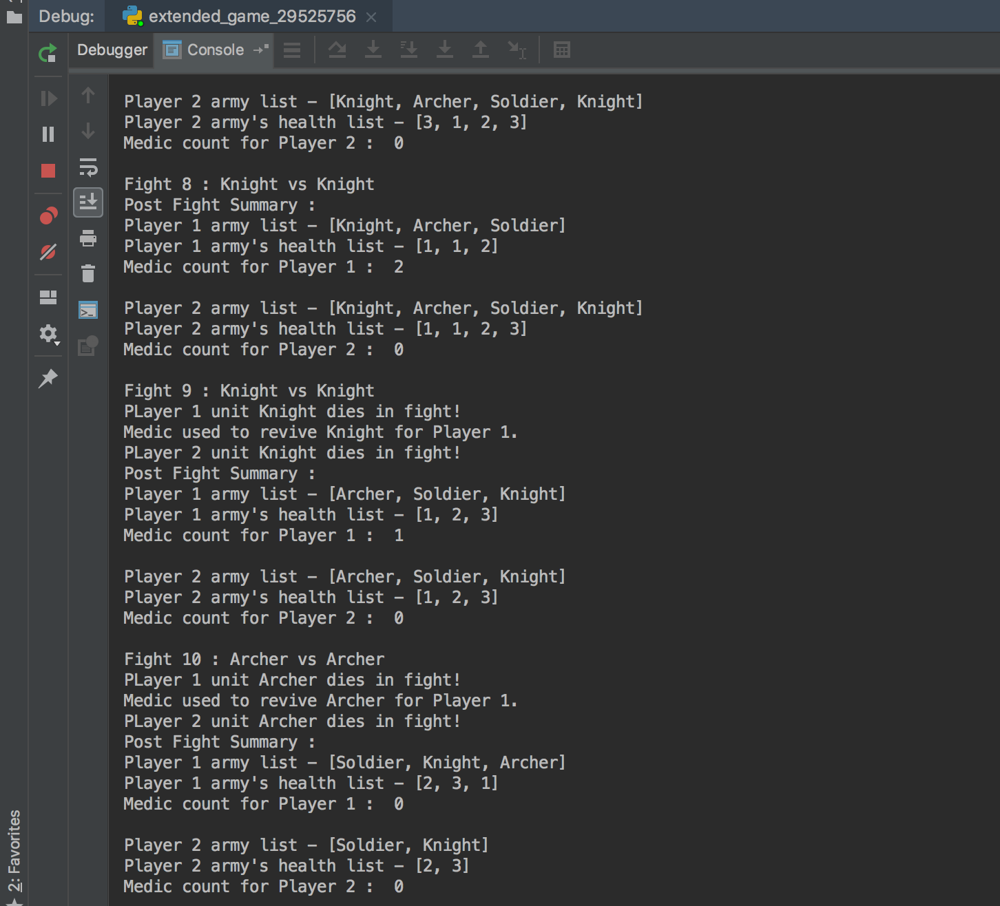 Debug: extended_game_29525756
Debugger Console
Player 2 army list – [Knight, Archer, Soldier, Knight]
Player 2 army's health list – [3, 1, 2, 3]
Medic count for Player 2 :  0
Fight 8 : Knight vs Knight
Post Fight Summary :
Player 1 army list – [Knight, Archer, Soldier]
Player 1 army's health list – [1, 1, 2]
Medic count for Player 1 :  2
Player 2 army list – [Knight, Archer, Soldier, Knight]
Player 2 army's health list – [1, 1, 2, 3]
Medic count for Player 2 :  0
Fight 9 : Knight vs Knight
PLayer 1 unit Knight dies in fight!
Medic used to revive Knight for Player 1.
PLayer 2 unit Knight dies in fight!
Post Fight Summary :
Player 1 army list – [Archer, Soldier, Knight]
Player 1 army's health list – [1, 2, 3]
Medic count for Player 1 :  1
Player 2 army list – [Archer, Soldier, Knight]
Player 2 army's health list – [1, 2, 3]
Medic count for Player 2 :  0
Fight 10 : Archer vs Archer
PLayer 1 unit Archer dies in fight!
Medic used to revive Archer for Player 1.
PLayer 2 unit Archer dies in fight!
Post Fight Summary :
Player 1 army list – [Soldier, Knight, Archer]
Player 1 army's health list – [2, 3, 1]
Medic count for Player 1 :  0
Player 2 army list – [Soldier, Knight]
Player 2 army's health list – [2, 3]
Medic count for Player 2 :  0
2: Favorites